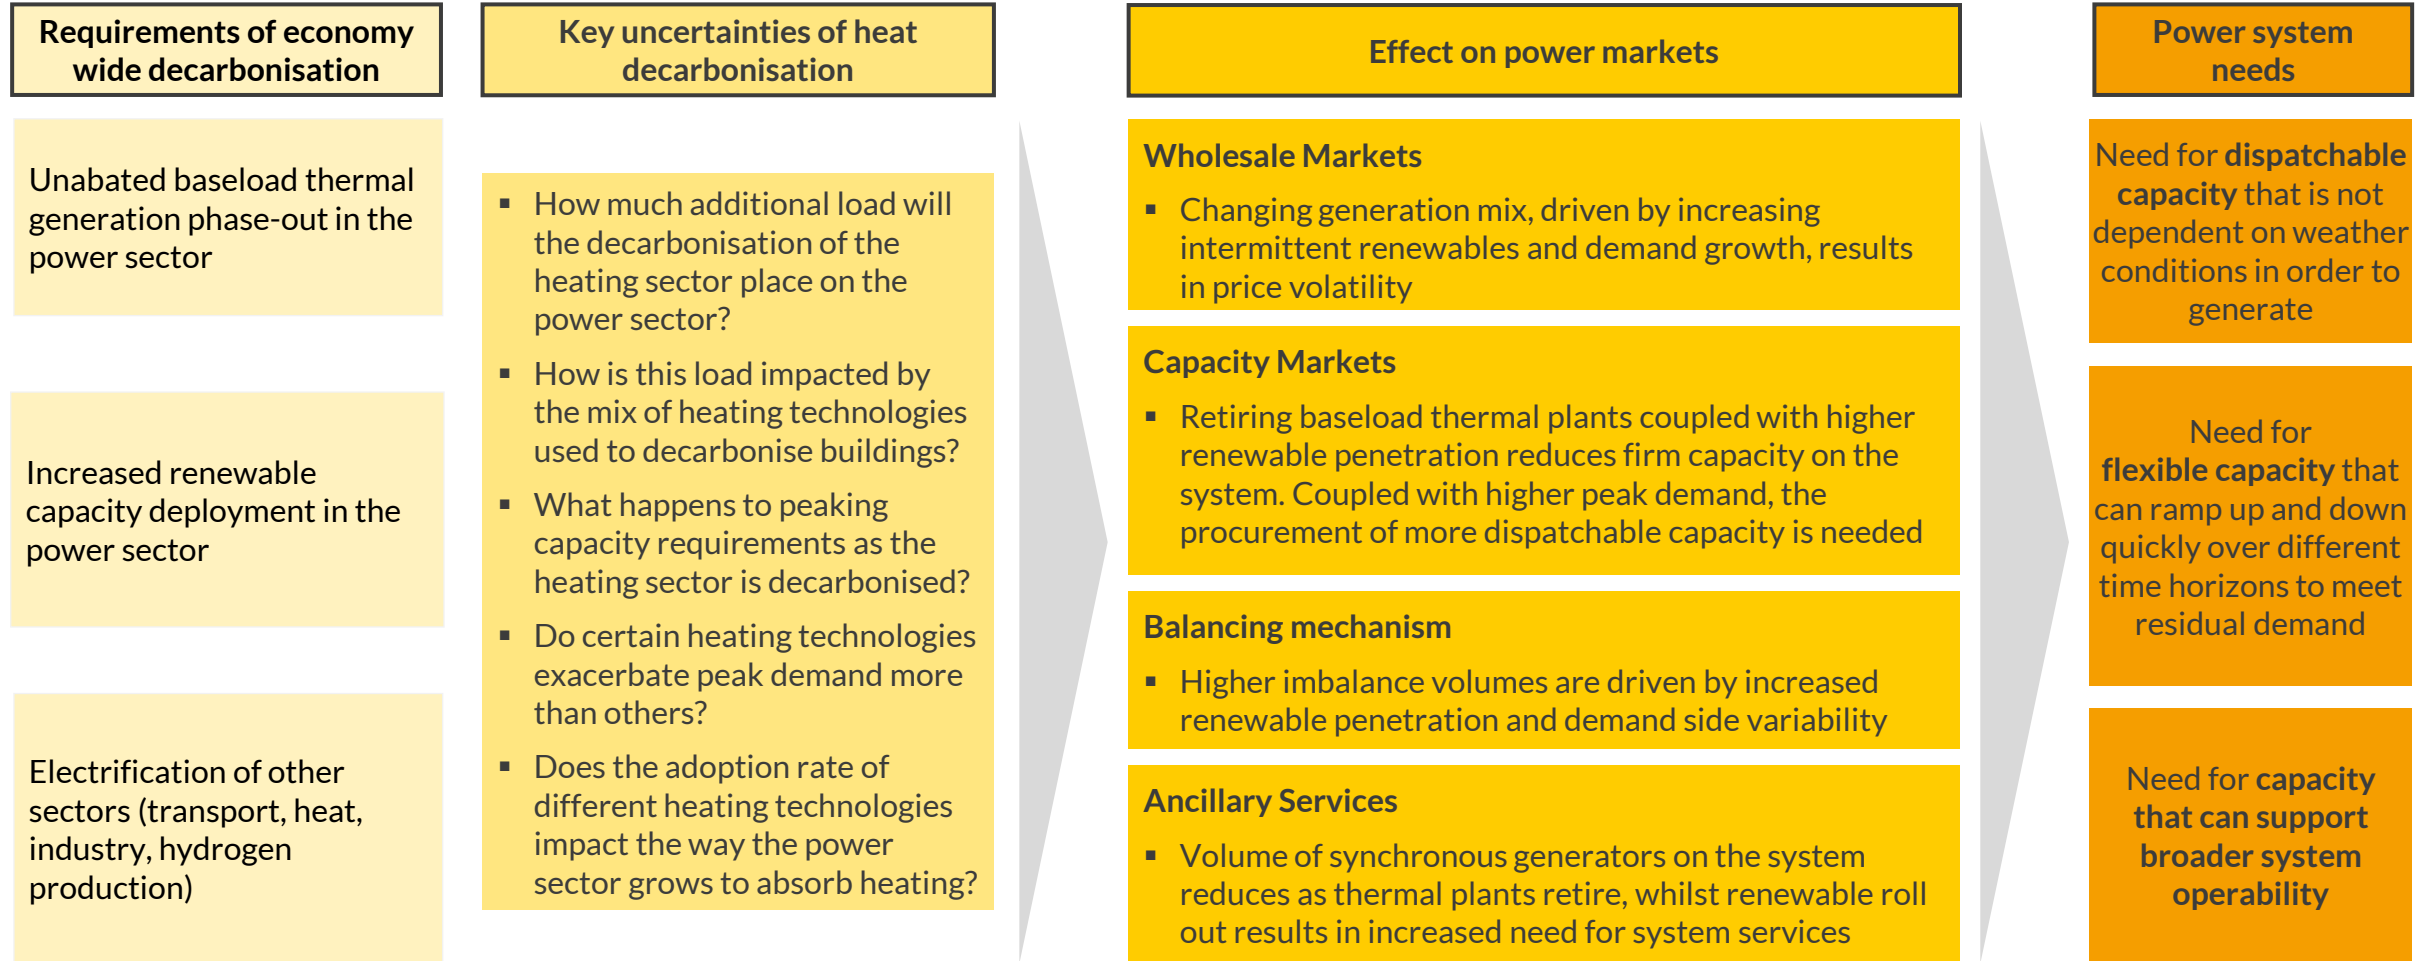 Requirements of economy
wide decarbonisation
Unabated baseload thermal
generation phase-out in the
power sector
Increased renewable
capacity deployment in the
power sector
Electrification of other
sectors (transport, heat,
industry, hydrogen
production)
Key uncertainties of heat
decarbonisation
▪ How much additional load will
the decarbonisation of the
heating sector place on the
power sector?
▪ How is this load impacted by
the mix of heating technologies
used to decarbonise buildings?
▪ What happens to peaking
capacity requirements as the
heating sector is decarbonised?
▪ Do certain heating technologies
exacerbate peak demand more
than others?
▪ Does the adoption rate of
different heating technologies
impact the way the power
sector grows to absorb heating?
Effect on power markets
Wholesale Markets
▪ Changing generation mix, driven by increasing
intermittent renewables and demand growth, results
in price volatility
Capacity Markets
▪ Retiring baseload thermal plants coupled with higher
renewable penetration reduces firm capacity on the
system. Coupled with higher peak demand, the
procurement of more dispatchable capacity is needed
Balancing mechanism
▪ Higher imbalance volumes are driven by increased
renewable penetration and demand side variability
Ancillary Services
▪ Volume of synchronous generators on the system
reduces as thermal plants retire, whilst renewable roll
out results in increased need for system services
Power system
needs
Need for dispatchable
capacity that is not
dependent on weather
conditions in order to
generate
Need for
flexible capacity that
can ramp up and down
quickly over different
time horizons to meet
residual demand
Need for capacity
that can support
broader system
operability